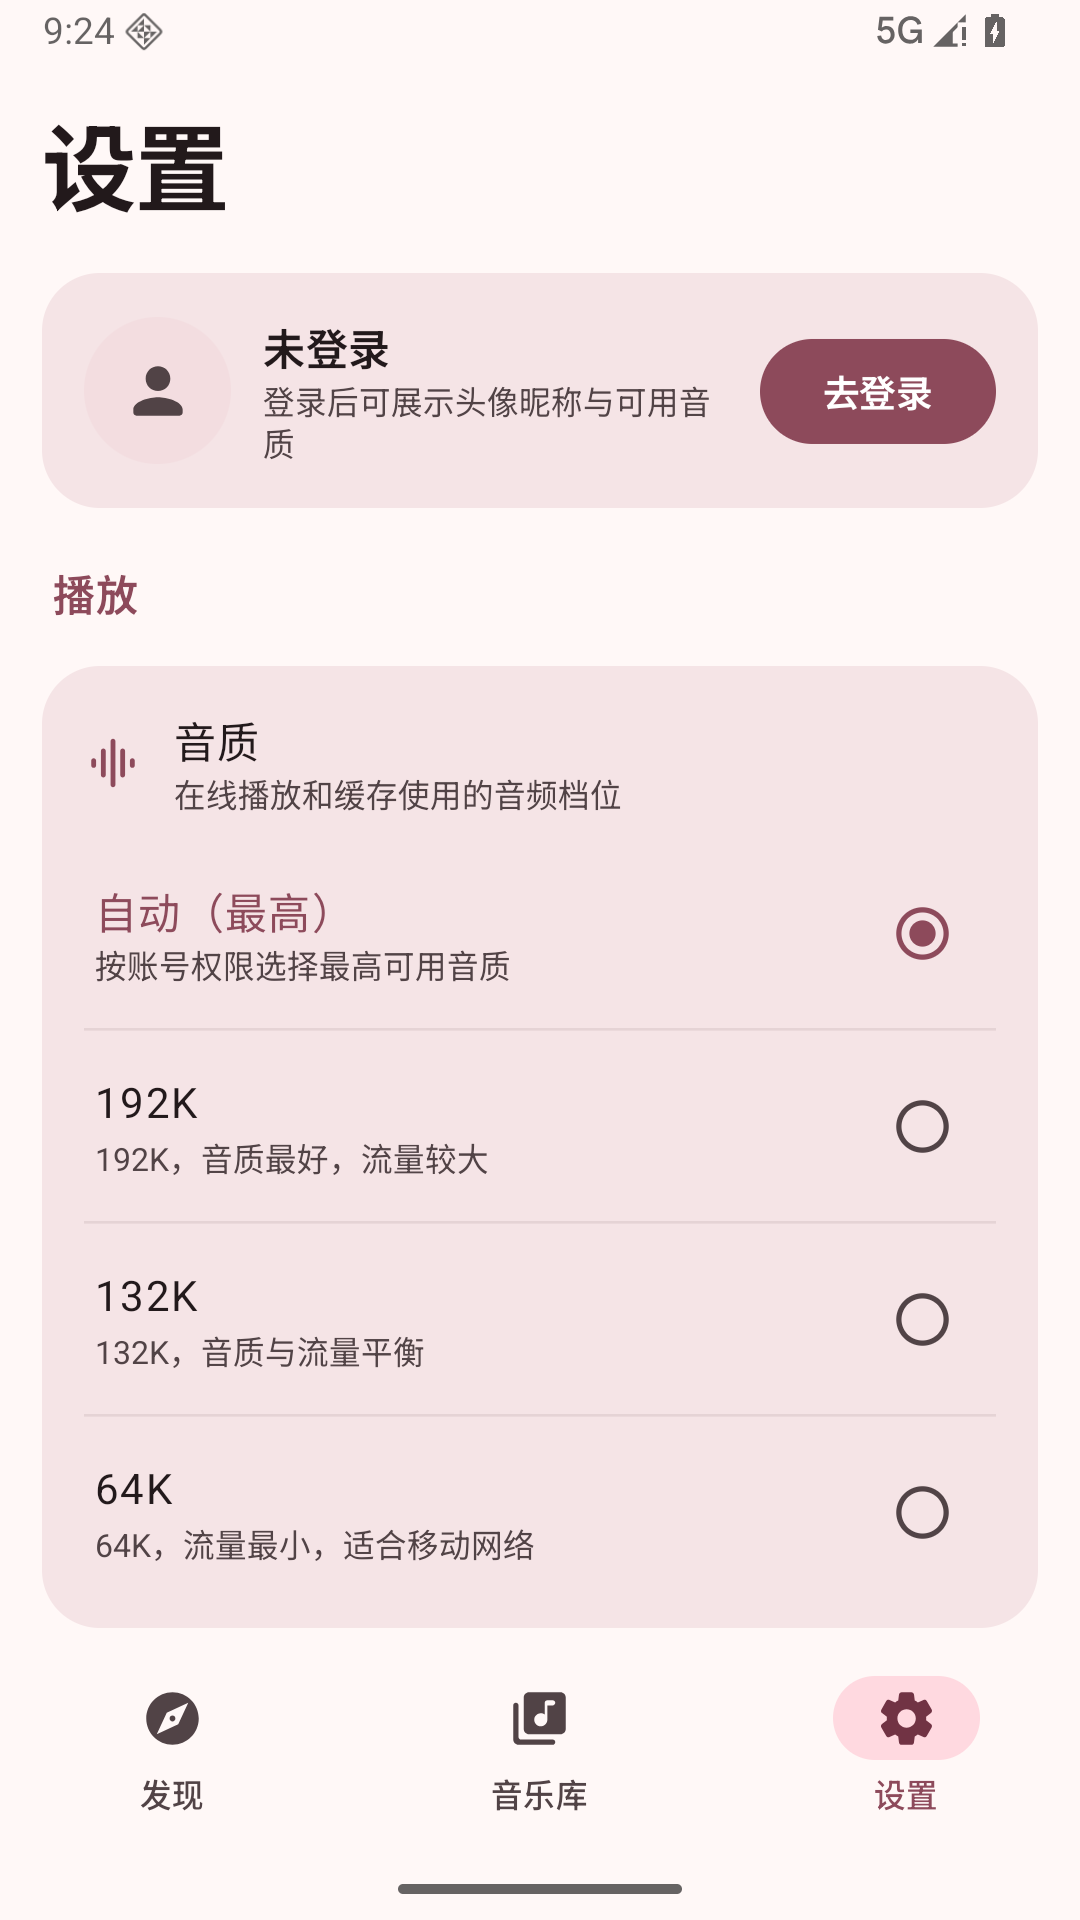 9:24
5G
设置
未登录
登录后可展示头像昵称与可用音
质
去登录
播放
音质
在线播放和缓存使用的音频档位
自动（最高）
按账号权限选择最高可用音质
192K
192K，音质最好，流量较大
132K
132K，音质与流量平衡
64K
64K，流量最小，适合移动网络
发现
音乐库
设置